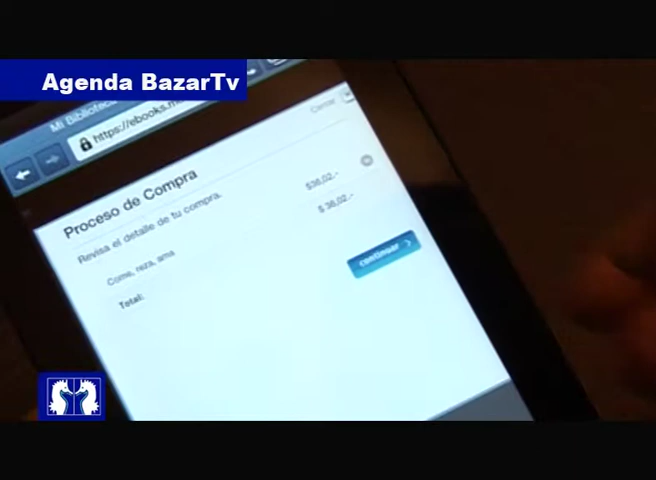 Agenda BazarTv
Mi Biblioteca
https://ebooks.m
Cerrar
Proceso de Compra
Revisa el detalle de tu compra.
$36,02.-
Come, reza, ama
$ 36,02.-
Total:
continuar